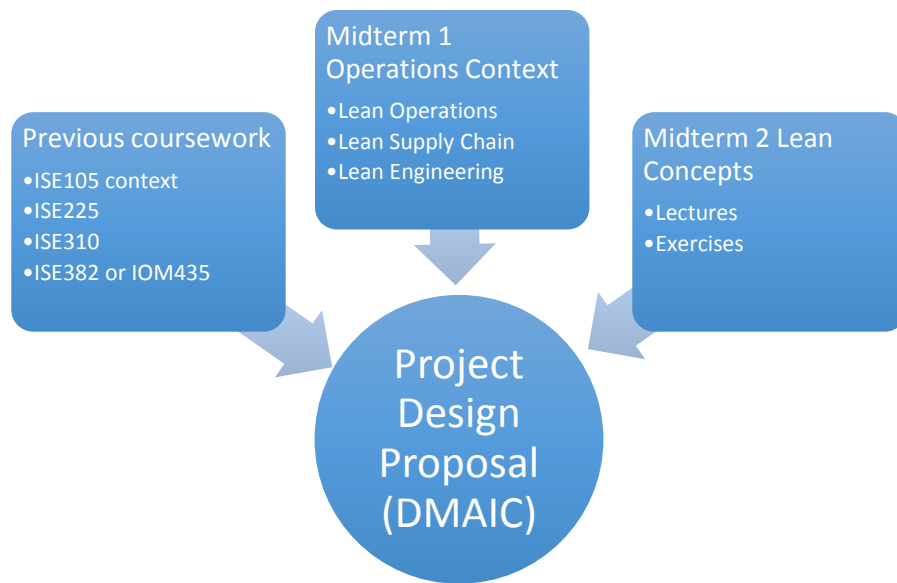 Previous coursework
•ISE105 context
•ISE225
•ISE310
•ISE382 or IOM435
Midterm 1
Operations Context
•Lean Operations
•Lean Supply Chain
•Lean Engineering
Midterm 2 Lean
Concepts
•Lectures
•Exercises
Project
Design
Proposal
(DMAIC)